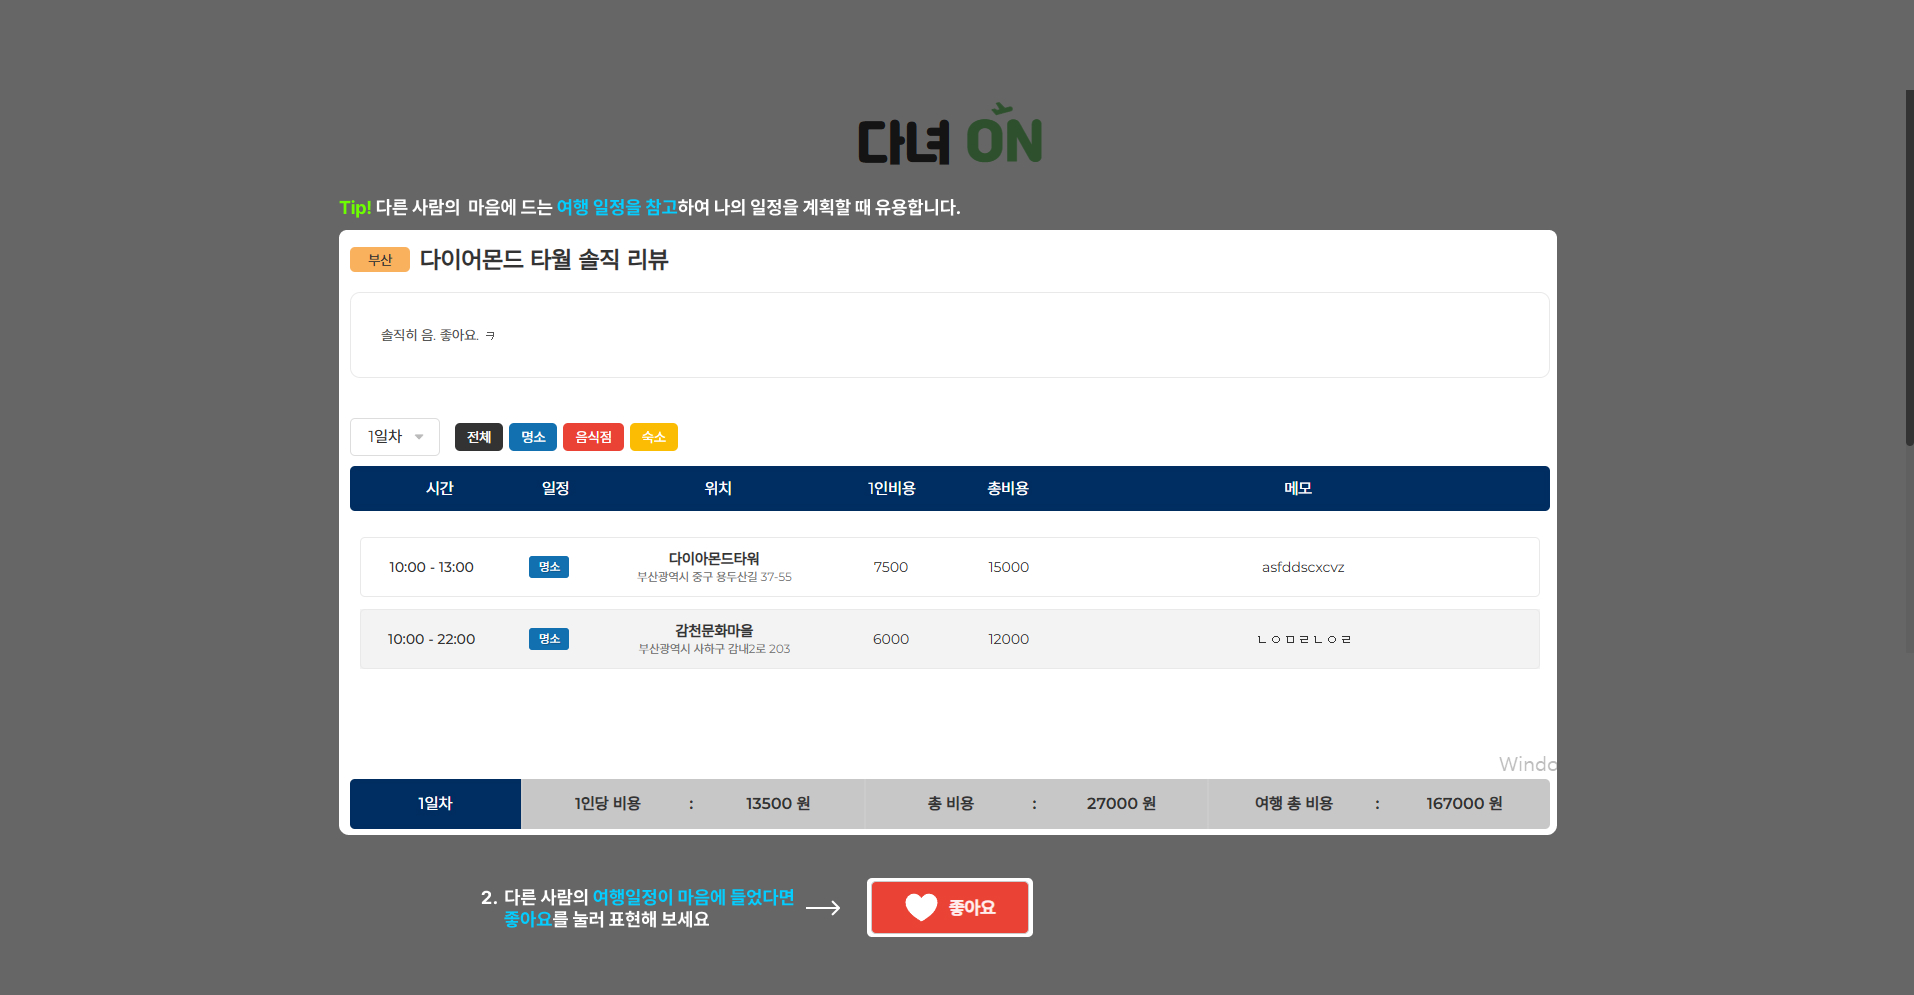 다녀 ON
Tip! 다른 사람의 마음에 드는 여행 일정을 참고하여 나의 일정을 계획할 때 유용합니다.
부산 다이어몬드 타월 솔직 리뷰
솔직히 음. 좋아요. ㅋ
1일차 전체 명소 음식점 숙소
시간 일정 위치 1인비용 총비용 메모
10:00 - 13:00 명소 다이아몬드타워 7500 15000 asfddscxcvz
부산광역시 중구 용두산길 37-55
10:00 - 22:00 명소 감천문화마을 6000 12000 ㄴㅇㅁㄹㄴㅇㄹ
부산광역시 사하구 감내2로 203
Windo
1일차 1인당 비용 : 13500 원 총 비용 : 27000 원 여행 총 비용 : 167000 원
2. 다른 사람의 여행일정이 마음에 들었다면
좋아요를 눌러 표현해 보세요
좋아요